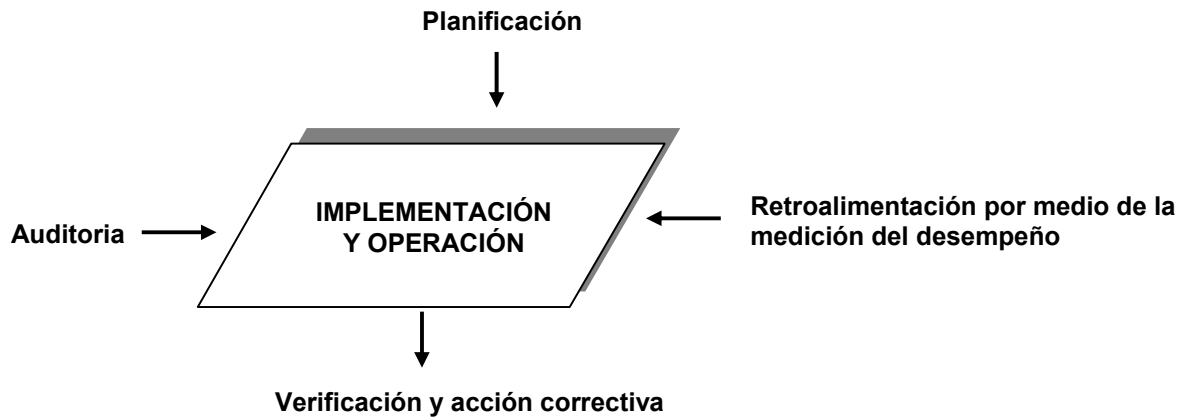 Planificación
IMPLEMENTACIÓN
Y OPERACIÓN
Auditoria
Retroalimentación por medio de la
medición del desempeño
Verificación y acción correctiva